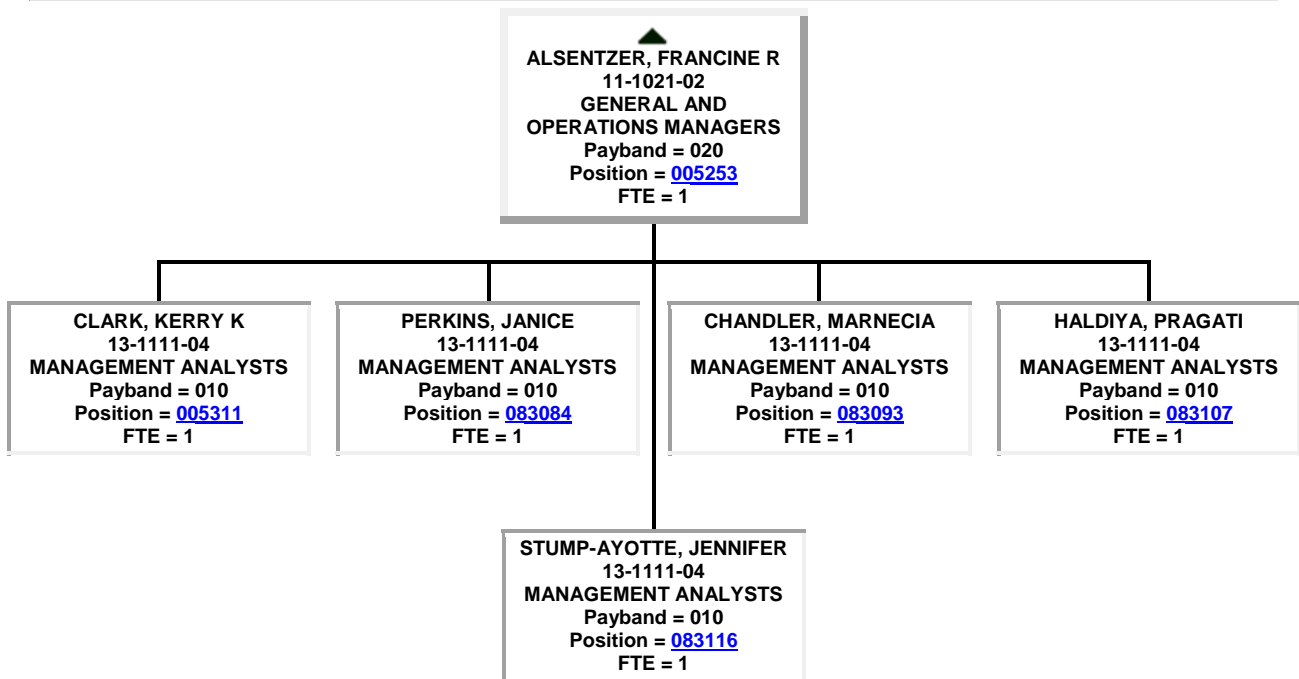 ALSENTZER, FRANCINE R
11-1021-02
GENERAL AND
OPERATIONS MANAGERS
Payband = 020
Position = 005253
FTE = 1
CLARK, KERRY K
13-1111-04
MANAGEMENT ANALYSTS
Payband = 010
Position = 005311
FTE = 1
PERKINS, JANICE
13-1111-04
MANAGEMENT ANALYSTS
Payband = 010
Position = 083084
FTE = 1
CHANDLER, MARNECIA
13-1111-04
MANAGEMENT ANALYSTS
Payband = 010
Position = 083093
FTE = 1
HALDIYA, PRAGATI
13-1111-04
MANAGEMENT ANALYSTS
Payband = 010
Position = 083107
FTE = 1
STUMP-AYOTTE, JENNIFER
13-1111-04
MANAGEMENT ANALYSTS
Payband = 010
Position = 083116
FTE = 1